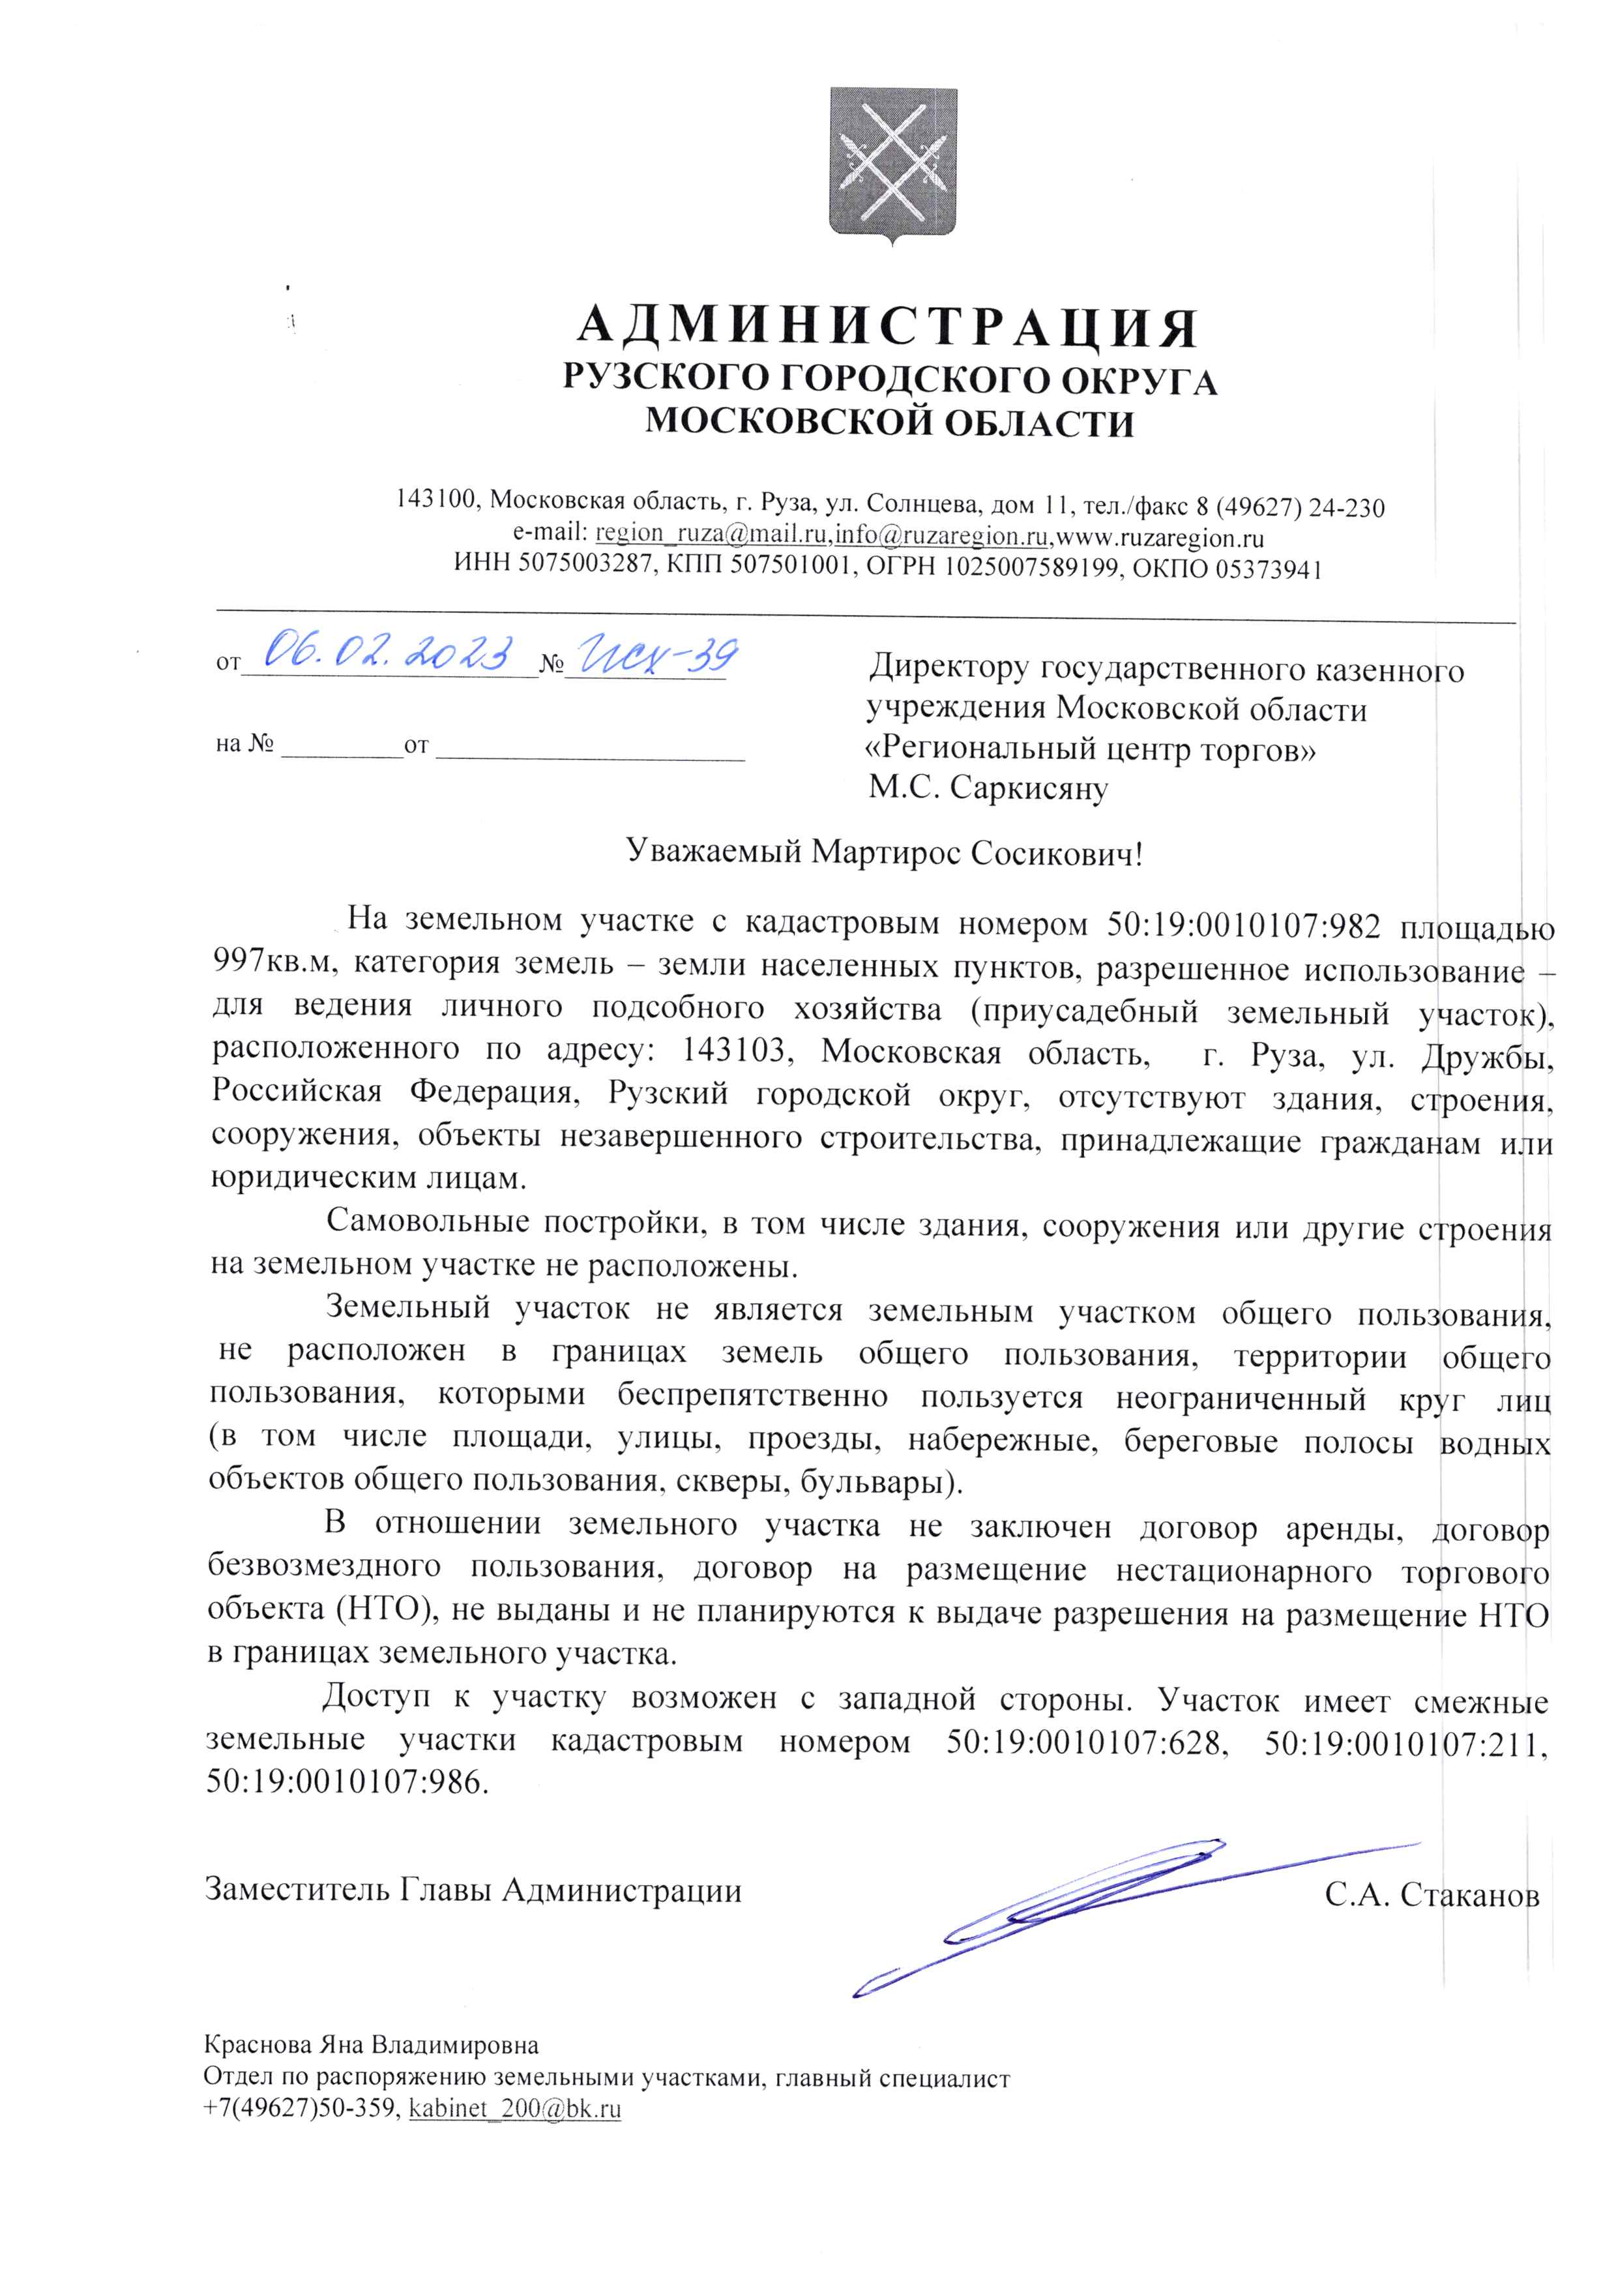 АДМИНИСТРАЦИЯ
РУЗСКОГО ГОРОДСКОГО ОКРУГА
МОСКОВСКОЙ ОБЛАСТИ
143100, Московская область, г. Руза, ул. Солнцева, дом 11, тел./факс 8 (49627) 24-230
e-mail: region_ruza@mail.ru,info@ruzaregion.ru,www.ruzaregion.ru
ИНН 5075003287, КПП 507501001, ОГРН 1025007589199, ОКПО 05373941
от 06.02.2023 № Исх-39
на № _________ от _________
Директору государственного казенного
учреждения Московской области
«Региональный центр торгов»
М.С. Саркисяну
Уважаемый Мартирос Сосикович!
На земельном участке с кадастровым номером 50:19:0010107:982 площадью
997кв.м, категория земель – земли населенных пунктов, разрешенное использование –
для ведения личного подсобного хозяйства (приусадебный земельный участок),
расположенного по адресу: 143103, Московская область, г. Руза, ул. Дружбы,
Российская Федерация, Рузский городской округ, отсутствуют здания, строения,
сооружения, объекты незавершенного строительства, принадлежащие гражданам или
юридическим лицам.
Самовольные постройки, в том числе здания, сооружения или другие строения
на земельном участке не расположены.
Земельный участок не является земельным участком общего пользования,
не расположен в границах земель общего пользования, территории общего
пользования, которыми беспрепятственно пользуется неограниченный круг лиц
(в том числе площади, улицы, проезды, набережные, береговые полосы водных
объектов общего пользования, скверы, бульвары).
В отношении земельного участка не заключен договор аренды, договор
безвозмездного пользования, договор на размещение нестационарного торгового
объекта (НТО), не выданы и не планируются к выдаче разрешения на размещение НТО
в границах земельного участка.
Доступ к участку возможен с западной стороны. Участок имеет смежные
земельные участки кадастровым номером 50:19:0010107:628, 50:19:0010107:211,
50:19:0010107:986.
Заместитель Главы Администрации С.А. Стаканов
Краснова Яна Владимировна
Отдел по распоряжению земельными участками, главный специалист
+7(49627)50-359, kabinet_200@bk.ru